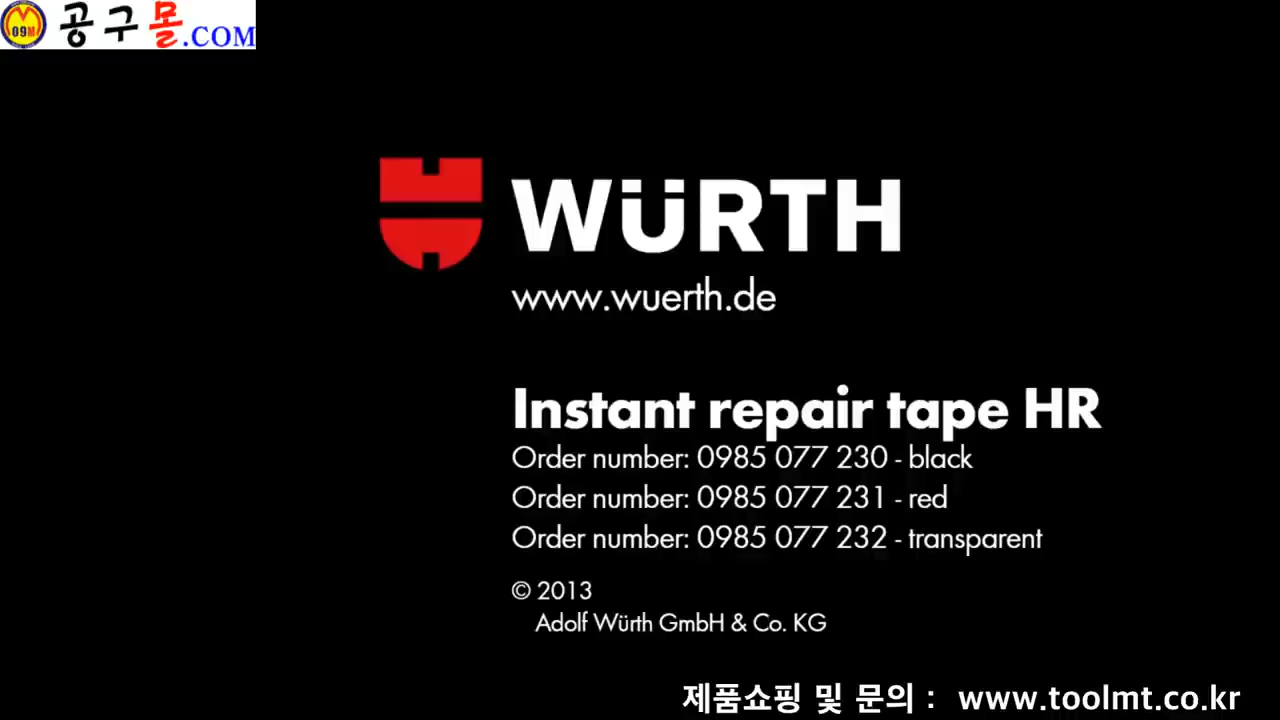 09M 공구몰.COM
WÜRTH
www.wuerth.de
Instant repair tape HR
Order number: 0985 077 230 - black
Order number: 0985 077 231 - red
Order number: 0985 077 232 - transparent
© 2013
Adolf Würth GmbH & Co. KG
제품쇼핑 및 문의 : www.toolmt.co.kr